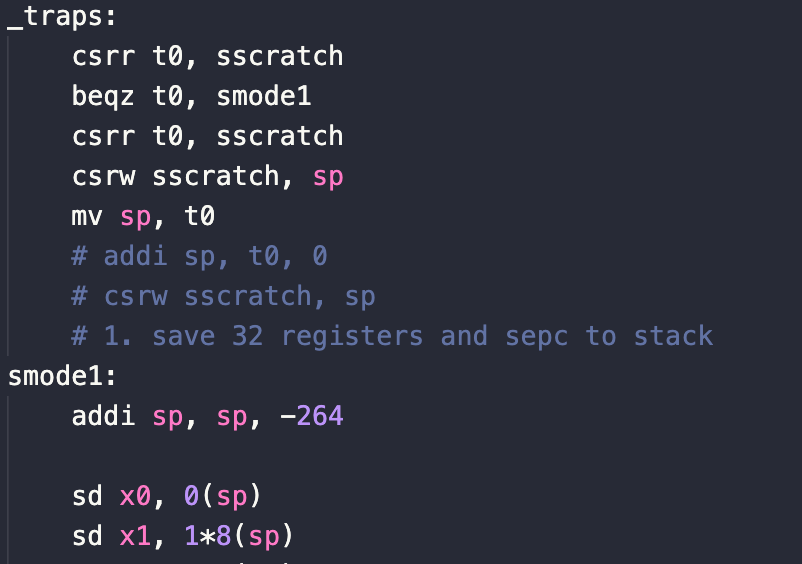 _traps:
    csrr t0, sscratch
    beqz t0, smode1
    csrr t0, sscratch
    csrw sscratch, sp
    mv sp, t0
    # addi sp, t0, 0
    # csrw sscratch, sp
    # 1. save 32 registers and sepc to stack
smode1:
    addi sp, sp, -264
    sd x0, 0(sp)
    sd x1, 1*8(sp)